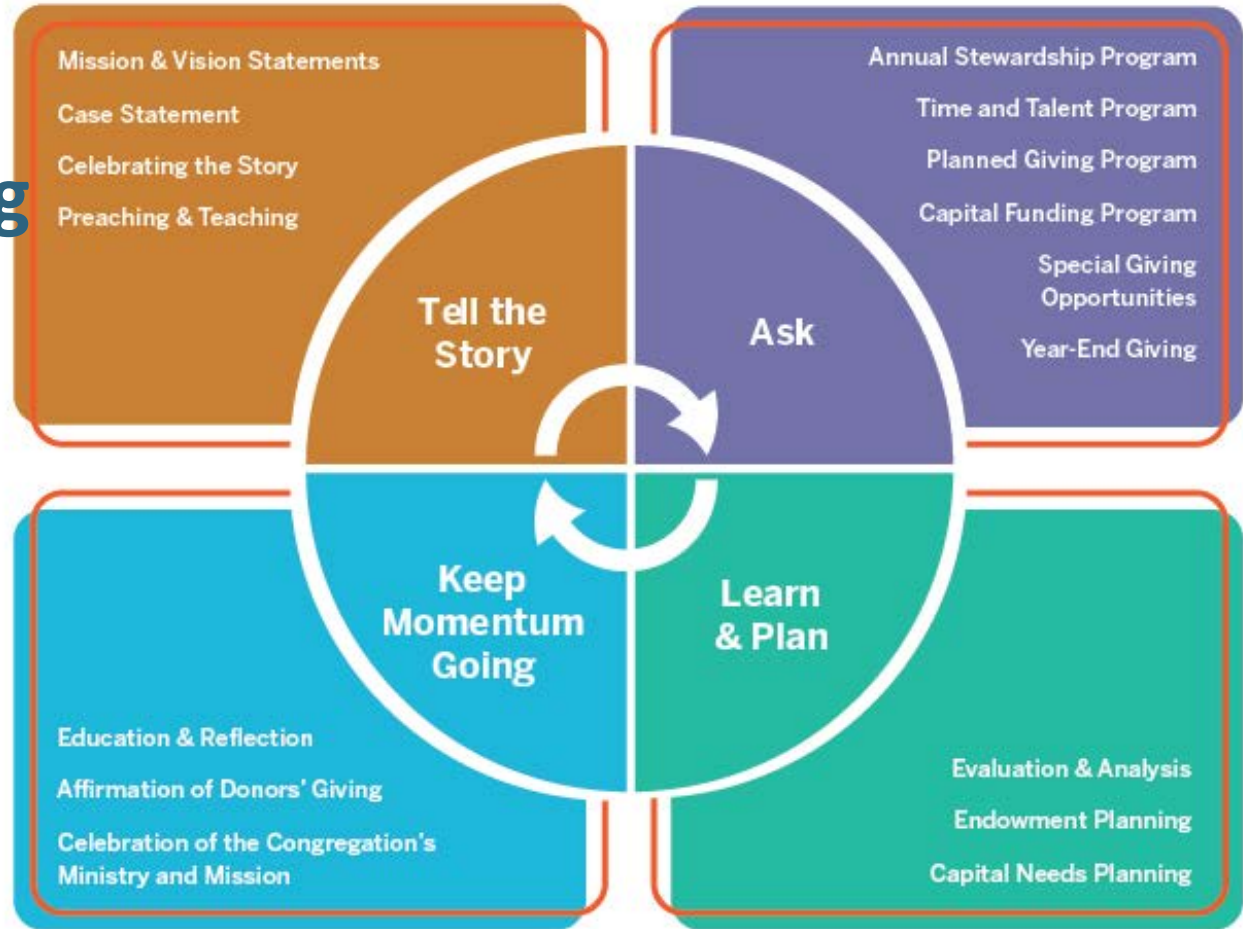 Mission & Vision Statements
Case Statement
Celebrating the Story
Preaching & Teaching
g
Annual Stewardship Program
Time and Talent Program
Planned Giving Program
Capital Funding Program
Special Giving
Opportunities
Year-End Giving
Tell the
Story
Ask
Keep
Momentum
Going
Learn
& Plan
Education & Reflection
Affirmation of Donors’ Giving
Celebration of the Congregation’s
Ministry and Mission
Evaluation & Analysis
Endowment Planning
Capital Needs Planning